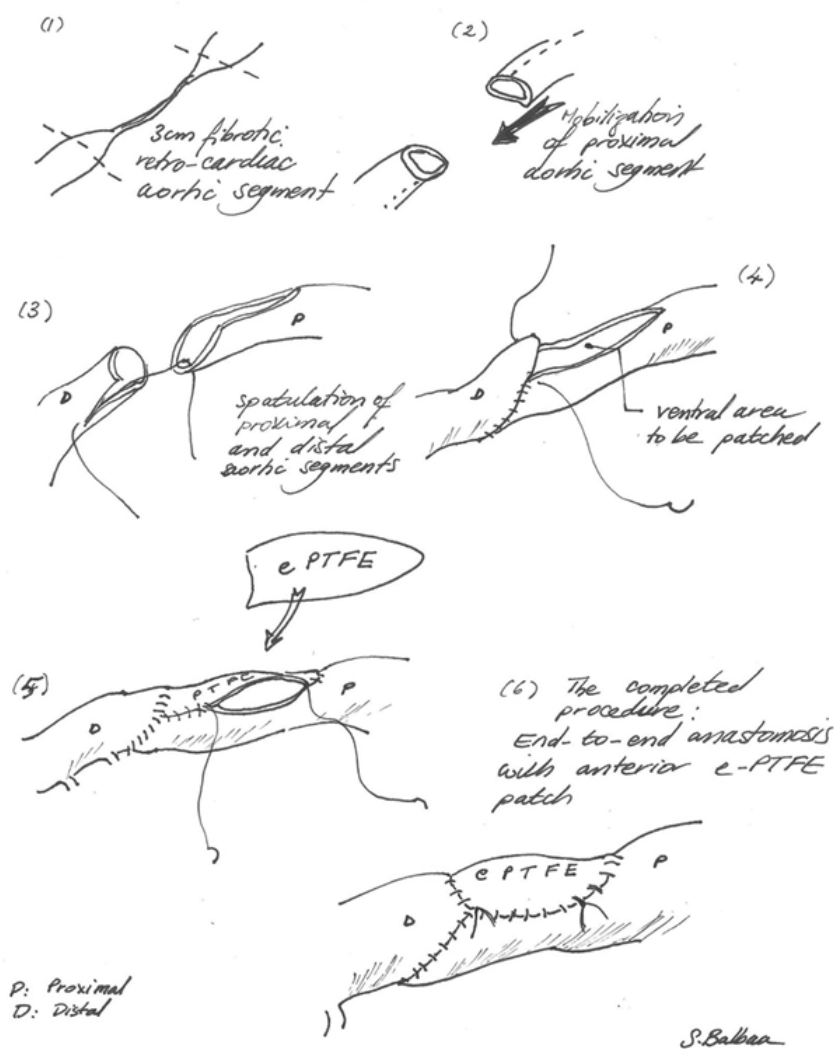 (1)
3cm fibrotic
retro-cardiac
aortic segment
(2)
Mobilization
of proximal
aortic segment
(3)
D
P
spatulation of
proximal
and distal
aortic segments
(4)
D
P
ventral area
to be patched
e PTFE
(5)
D
PTFE
P
(6) The completed
procedure:
End-to-end anastomosis
with anterior e-PTFE
patch
e PTFE
D
P
P: Proximal
D: Distal
S.Balbaa